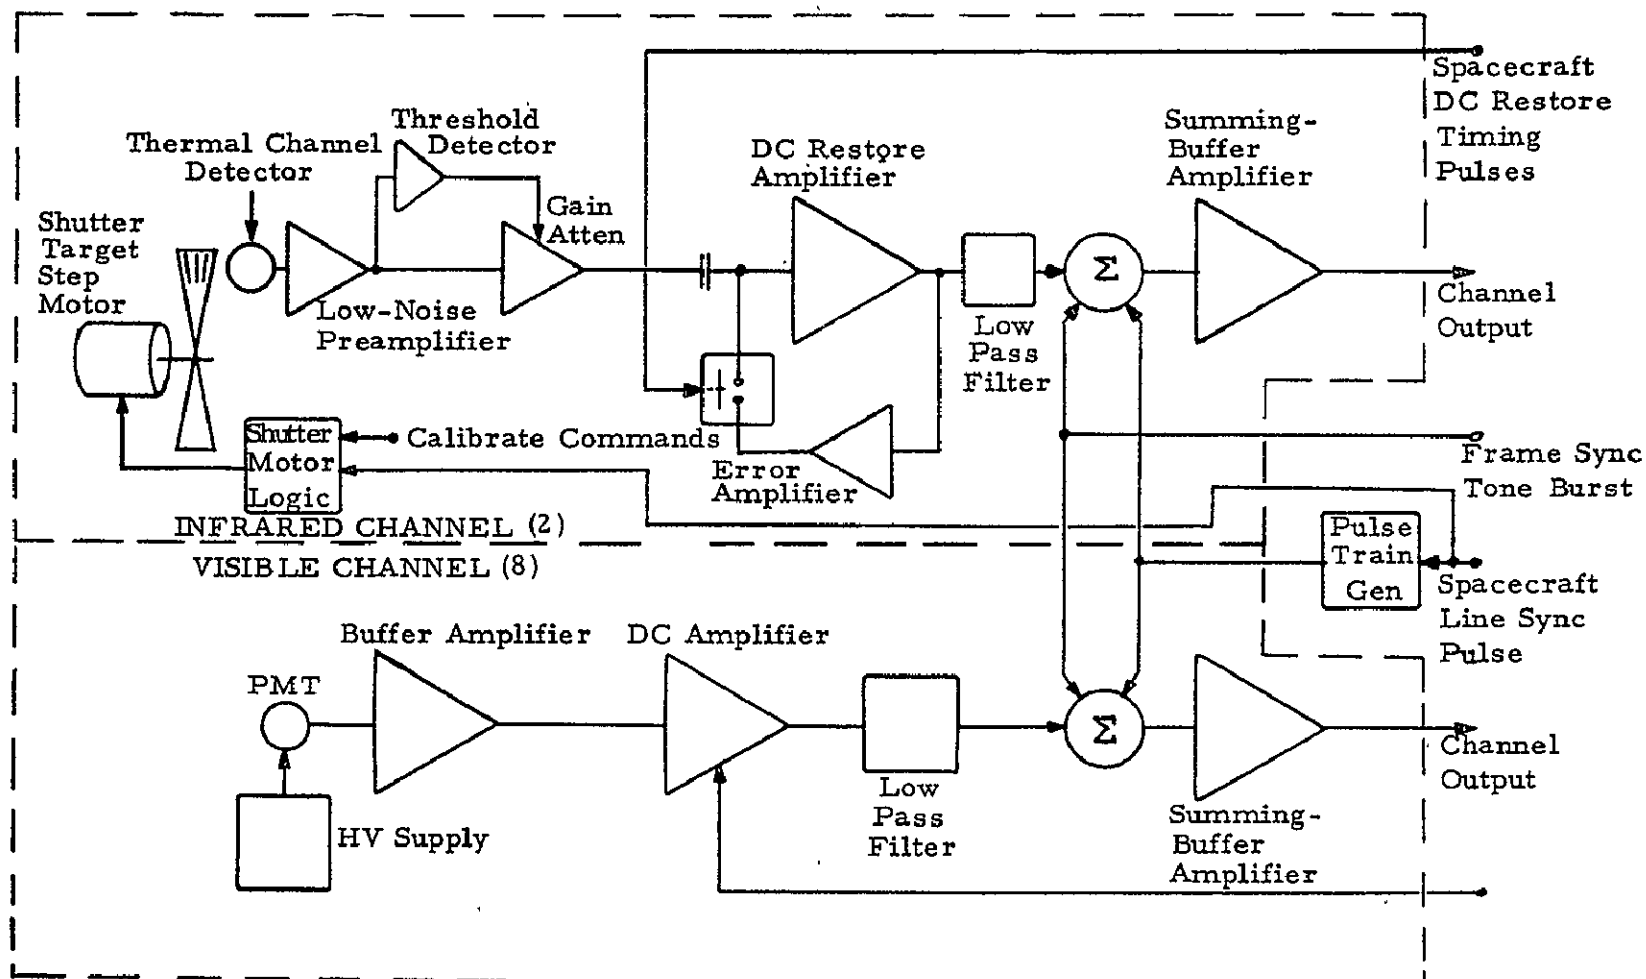 Spacecraft
DC Restore
Timing
Pulses
Threshold
Detector
Thermal Channel
Detector
Summing-
Buffer
Amplifier
DC Restore
Amplifier
Gain
Atten
Shutter
Target
Step
Motor
Σ
Low-Noise
Preamplifier
Low
Pass
Filter
Channel
Output
Shutter
Motor
Logic
Calibrate Commands
Error
Amplifier
Frame Sync
Tone Burst
INFRARED CHANNEL (2)
VISIBLE CHANNEL (8)
Pulse
Train
Gen
Spacecraft
Line Sync
Pulse
Buffer Amplifier
DC Amplifier
PMT
Σ
Channel
Output
HV Supply
Low
Pass
Filter
Summing-
Buffer
Amplifier